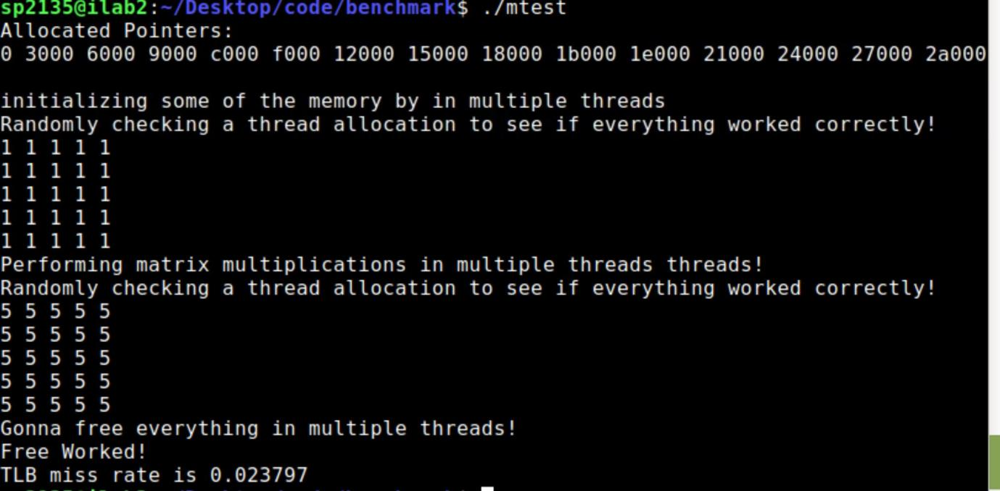 sp2135@ilab2:~/Desktop/code/benchmark$ ./mtest
Allocated Pointers:
0 3000 6000 9000 c000 f000 12000 15000 18000 1b000 1e000 21000 24000 27000 2a000
initializing some of the memory by in multiple threads
Randomly checking a thread allocation to see if everything worked correctly!
1 1 1 1 1
1 1 1 1 1
1 1 1 1 1
1 1 1 1 1
1 1 1 1 1
Performing matrix multiplications in multiple threads threads!
Randomly checking a thread allocation to see if everything worked correctly!
5 5 5 5 5
5 5 5 5 5
5 5 5 5 5
5 5 5 5 5
5 5 5 5 5
Gonna free everything in multiple threads!
Free Worked!
TLB miss rate is 0.023797